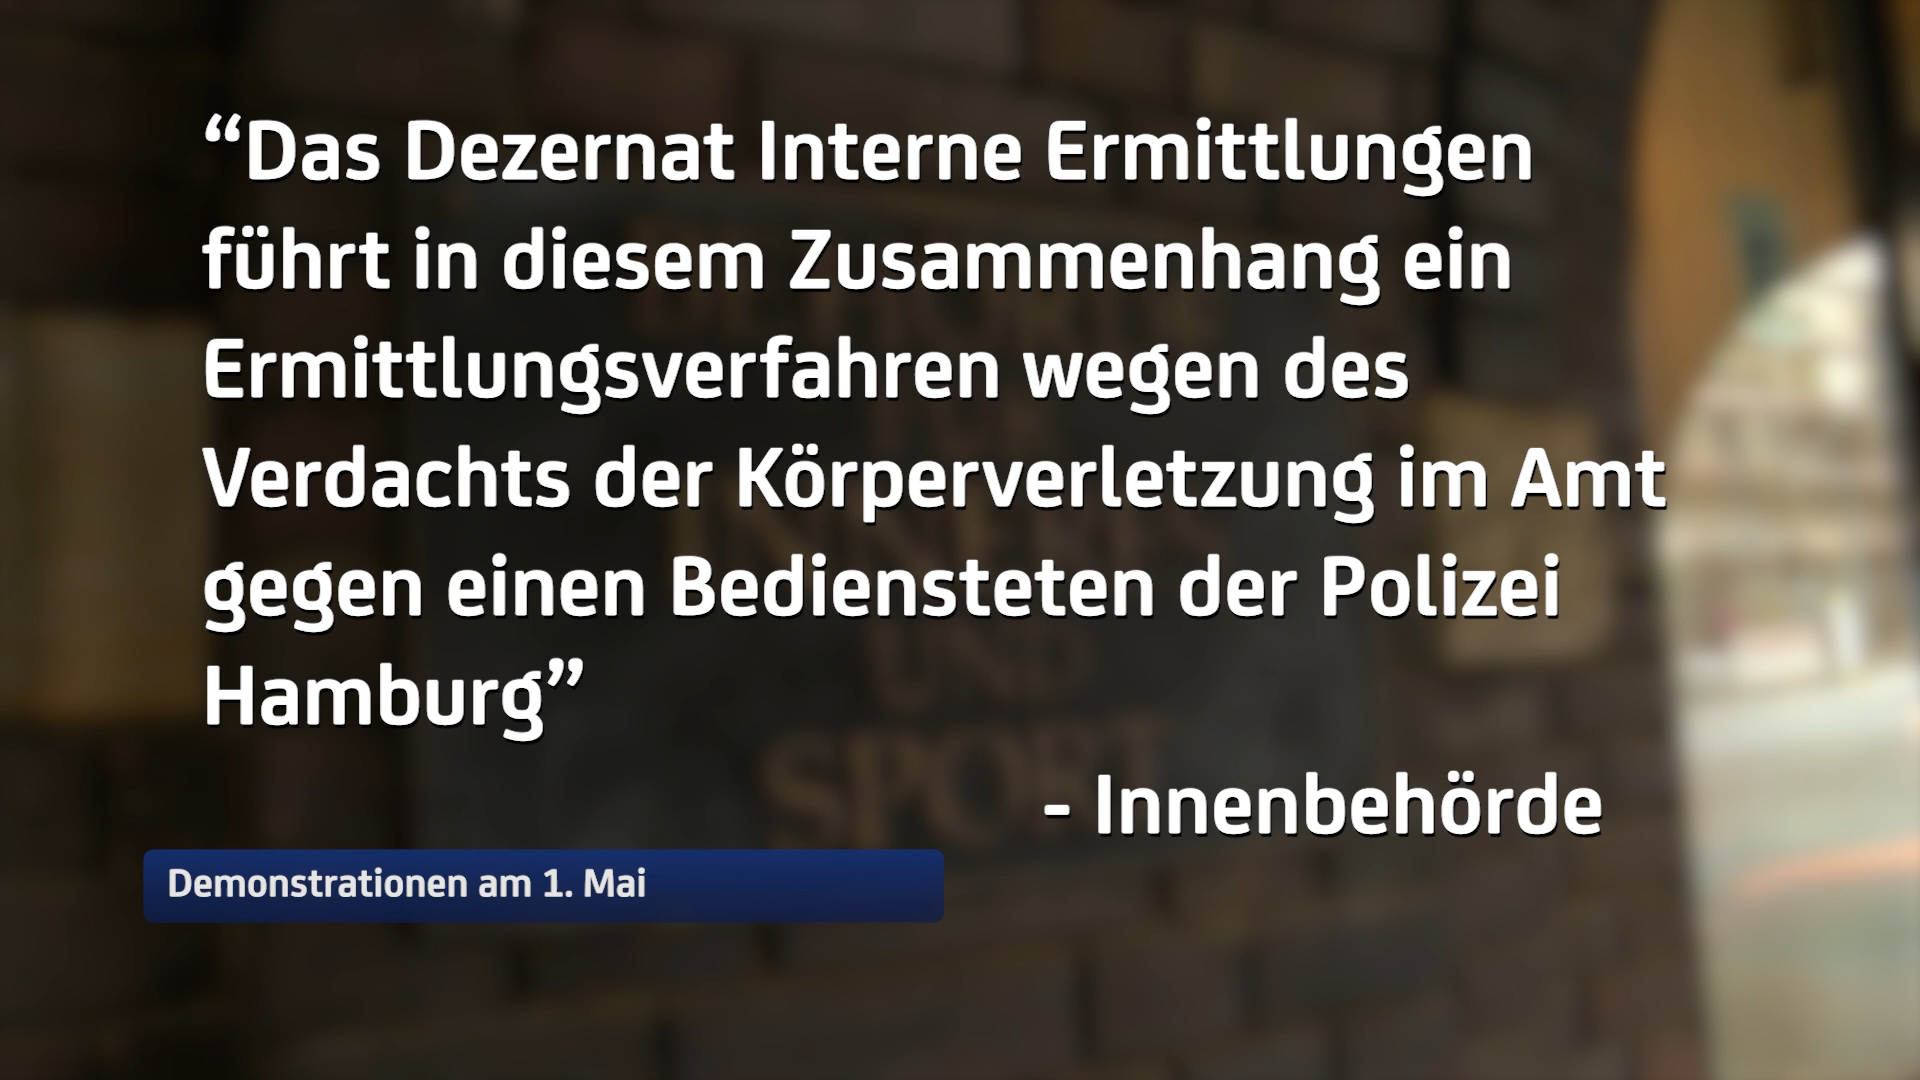 “Das Dezernat Interne Ermittlungen
führt in diesem Zusammenhang ein
Ermittlungsverfahren wegen des
Verdachts der Körperverletzung im Amt
gegen einen Bediensteten der Polizei
Hamburg”
- Innenbehörde
Demonstrationen am 1. Mai
SPORT